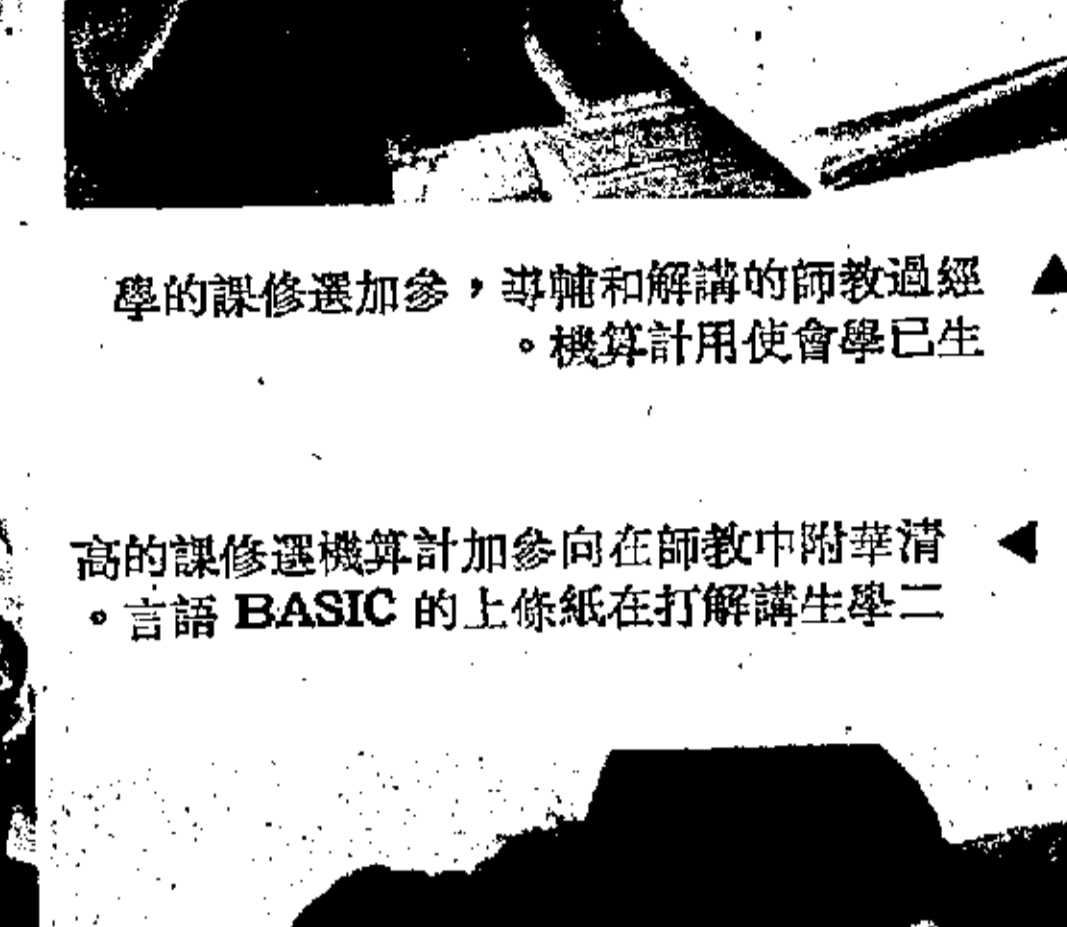 經過教師的講解和輔導，參加選修課的學
生已學會使用計算機。
清華附中教師在向參加計算機選修課的高
二學生講解打在紙條上的 BASIC 語言。